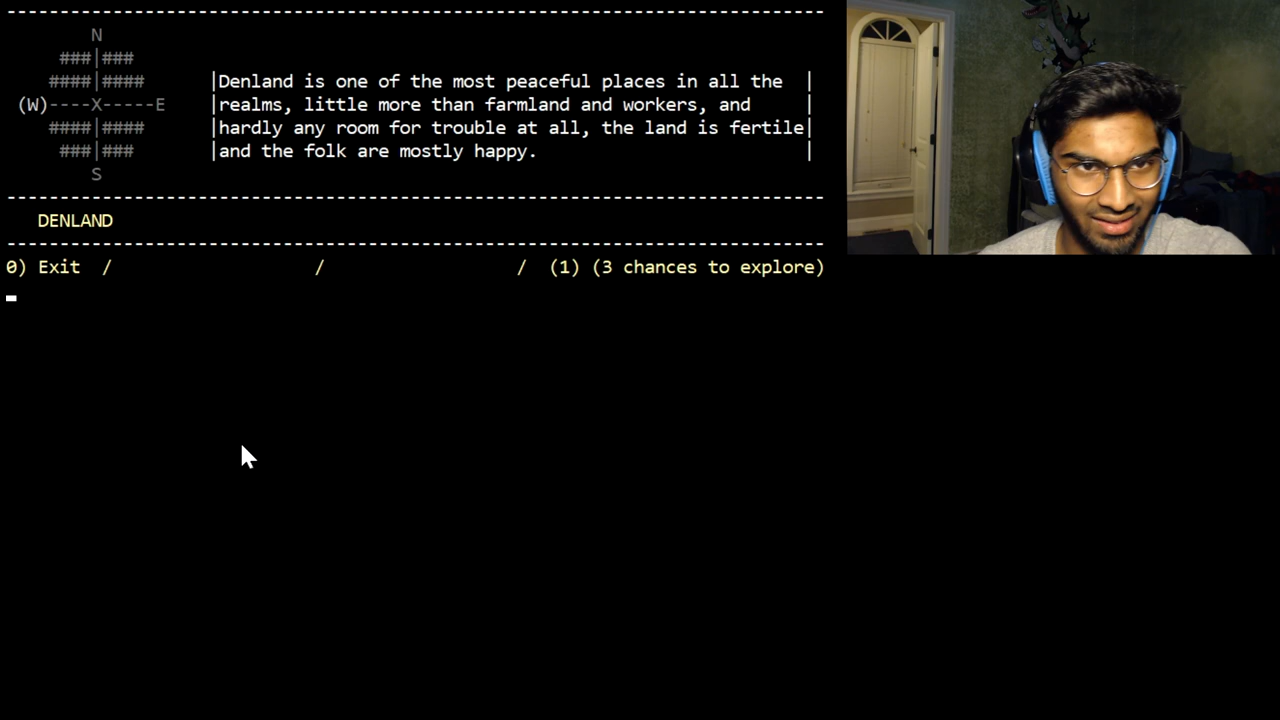 --------------------------------------------------------------------------------
N
###|###
####|#### |Denland is one of the most peaceful places in all the |
(W)----X-----E |realms, little more than farmland and workers, and |
####|#### |hardly any room for trouble at all, the land is fertile|
###|### |and the folk are mostly happy. |
S
--------------------------------------------------------------------------------
DENLAND
--------------------------------------------------------------------------------
0) Exit / / / (1) (3 chances to explore)